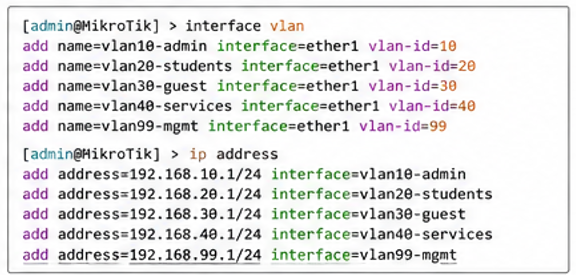 [admin@MikroTik] > interface vlan
add name=vlan10-admin interface=ether1 vlan-id=10
add name=vlan20-students interface=ether1 vlan-id=20
add name=vlan30-guest interface=ether1 vlan-id=30
add name=vlan40-services interface=ether1 vlan-id=40
add name=vlan99-mgmt interface=ether1 vlan-id=99
[admin@MikroTik] > ip address
add address=192.168.10.1/24 interface=vlan10-admin
add address=192.168.20.1/24 interface=vlan20-students
add address=192.168.30.1/24 interface=vlan30-guest
add address=192.168.40.1/24 interface=vlan40-services
add address=192.168.99.1/24 interface=vlan99-mgmt